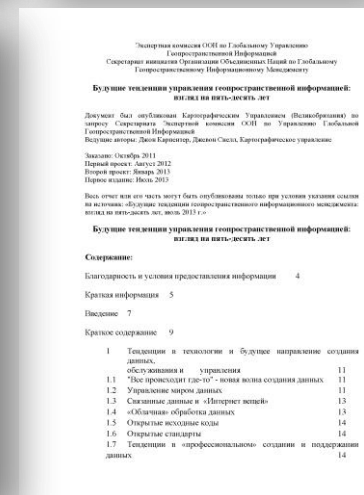 Экспертная комиссия ООН по Глобальному Управлению
Геопространственной Информацией
Секретариат инициатив Организации Объединенных Наций по Глобальному
Геопространственному Информационному Менеджменту
Будущие тенденции управления геопространственной информацией:
взгляд на пять-десять лет
Документ был опубликован Картографическим Управлением (Великобритания) по
запросу Секретариата Экспертной комиссии ООН по Управлению Глобальной
Геопространственной Информацией
Ведущие авторы: Джон Карпентер, Джевон Снелл, Картографическое управление
Заказано: Октябрь 2011
Первый проект: Август 2012
Второй проект: Январь 2013
Первое издание: Июль 2013
Весь отчет или его часть могут быть опубликованы только при условии указания ссылки
на источник: «Будущие тенденции геопространственного информационного менеджмента:
взгляд на пять-десять лет, июль 2013 г.»
Будущие тенденции управления геопространственной информацией:
взгляд на пять-десять лет
Содержание:
Благодарность и условия предоставления информации 4
Краткая информация 5
Введение 7
Краткое содержание 9
1 Тенденции в технологии и будущее направление создания
данных,
обслуживания и управления 11
1.1 "Все происходит где-то" - новая волна создания данных 11
1.2 Управление миром данных 11
1.3 Связанные данные и «Интернет вещей» 13
1.4 «Облачная» обработка данных 13
1.5 Открытые исходные коды 14
1.6 Открытые стандарты 14
1.7 Тенденции в «профессиональном» создании и поддержании
данных 14